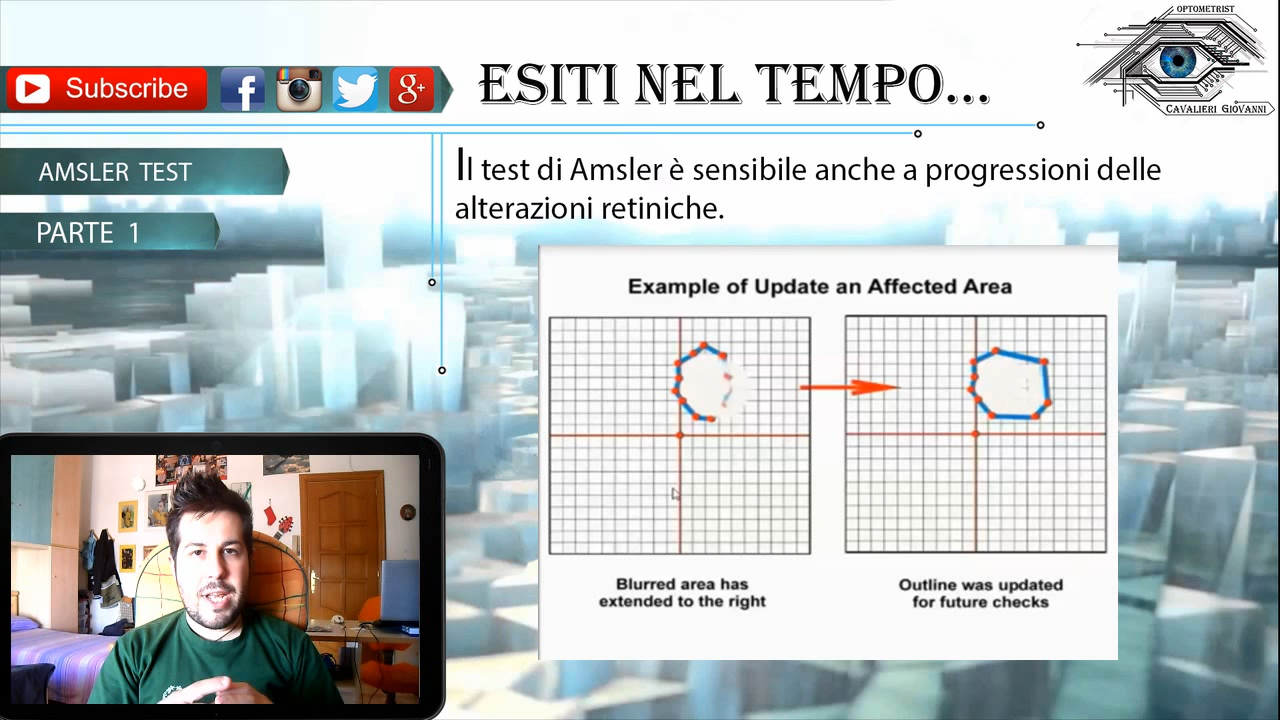 OPTOMETRIST
CAVALIERI GIOVANNI
Subscribe
ESITI NEL TEMPO...
AMSLER TEST
PARTE 1
Il test di Amsler è sensibile anche a progressioni delle
alterazioni retiniche.
Example of Update an Affected Area
Blurred area has
extended to the right
Outline was updated
for future checks